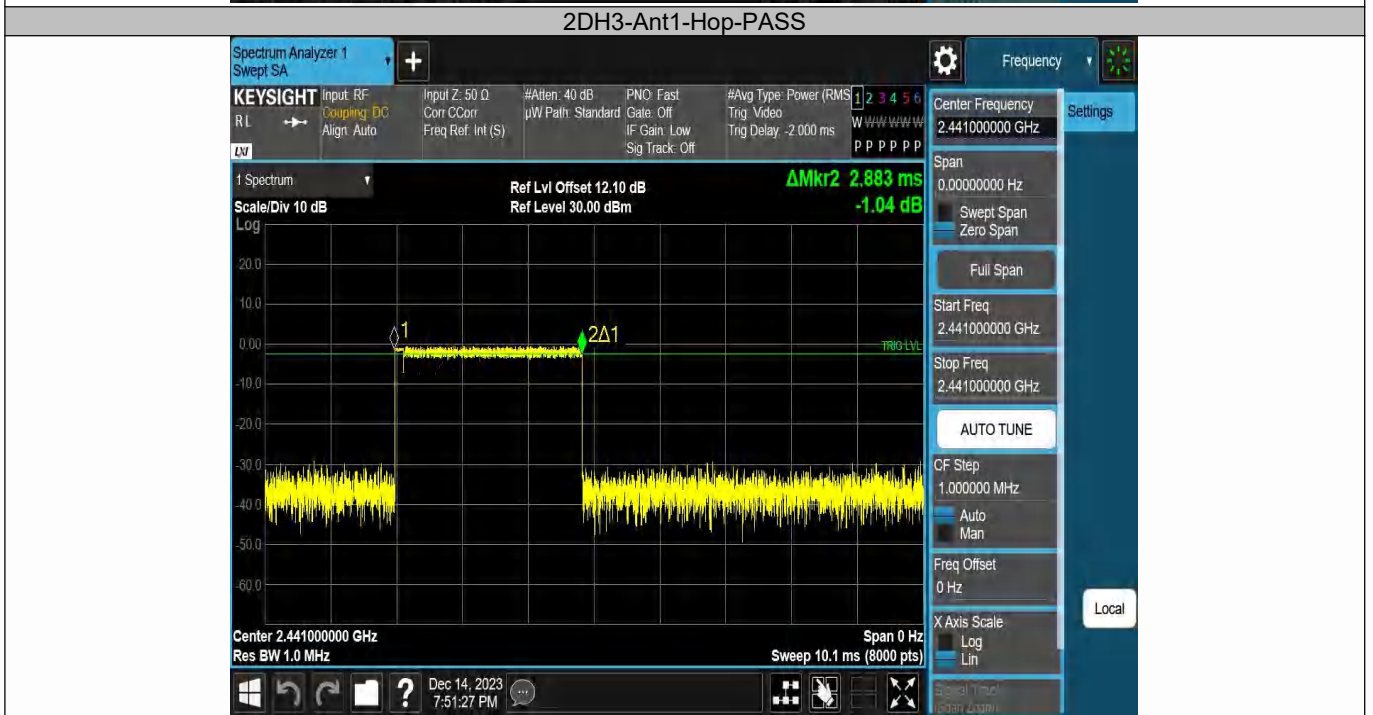 2DH3-Ant1-Hop-PASS
Spectrum Analyzer 1
Swept SA
+
Frequency
KEYSIGHT
RL
LXI
Input: RF
Coupling: DC
Align: Auto
Input Z: 50 Ω
Corr CCorr
Freq Ref: Int (S)
#Atten: 40 dB
µW Path: Standard
PNO: Fast
Gate: Off
IF Gain: Low
Sig Track: Off
#Avg Type: Power (RMS
Trig: Video
Trig Delay: -2.000 ms
1 2 3 4 5 6
W W W W W W
P P P P P P
Center Frequency
2.441000000 GHz
Settings
1 Spectrum
Scale/Div 10 dB
Log
Ref Lvl Offset 12.10 dB
Ref Level 30.00 dBm
ΔMkr2 2.883 ms
-1.04 dB
20.0
10.0
0.00
-10.0
-20.0
-30.0
-40.0
-50.0
-60.0
1
2Δ1
TRIG LVL
Center 2.441000000 GHz
Res BW 1.0 MHz
Span 0 Hz
Sweep 10.1 ms (8000 pts)
Span
0.00000000 Hz
Swept Span
Zero Span
Full Span
Start Freq
2.441000000 GHz
Stop Freq
2.441000000 GHz
AUTO TUNE
CF Step
1.000000 MHz
Auto
Man
Freq Offset
0 Hz
X Axis Scale
Log
Lin
Signal Track
(Span Zoom)
Local
?
Dec 14, 2023
7:51:27 PM